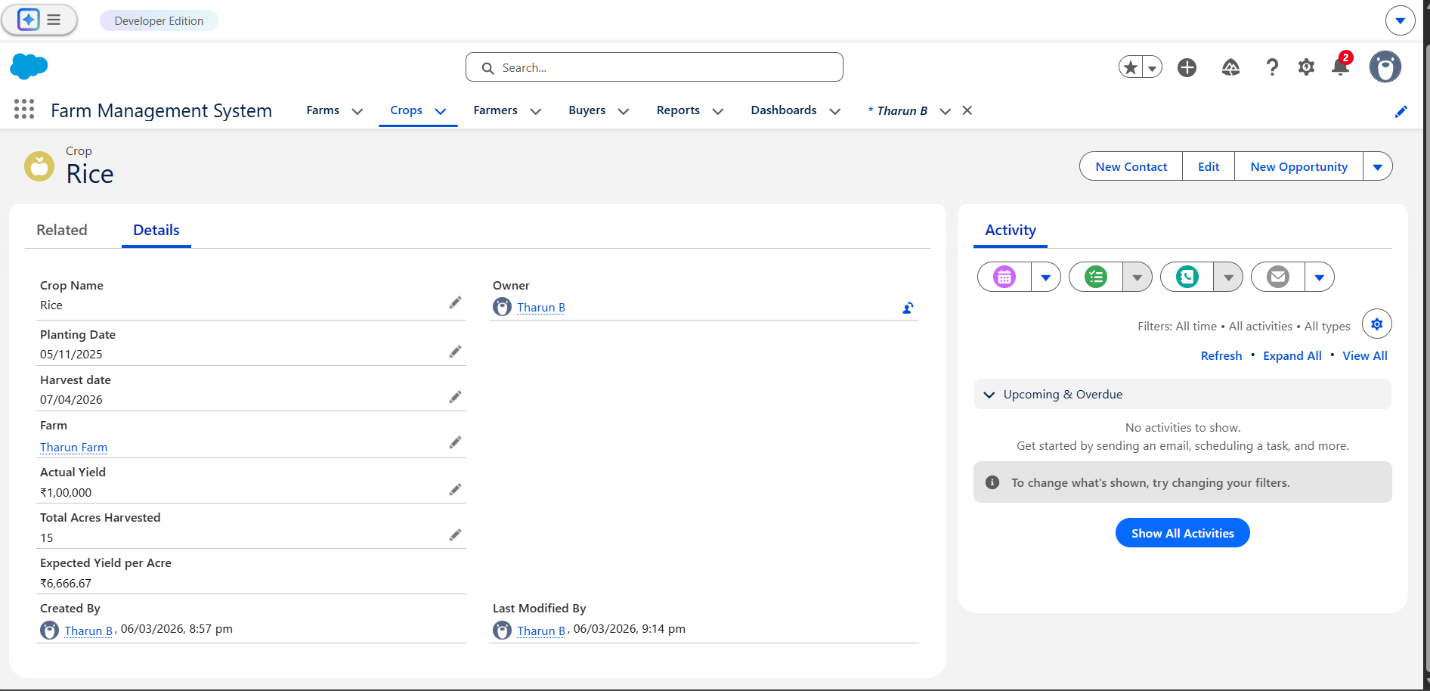 Developer Edition
Search...
2
Farm Management System
Farms
Crops
Farmers
Buyers
Reports
Dashboards
* Tharun B
Crop
Rice
New Contact
Edit
New Opportunity
Related
Details
Crop Name
Rice
Planting Date
05/11/2025
Harvest date
07/04/2026
Farm
Tharun Farm
Actual Yield
₹1,00,000
Total Acres Harvested
15
Expected Yield per Acre
₹6,666.67
Created By
Tharun B, 06/03/2026, 8:57 pm
Owner
Tharun B
Last Modified By
Tharun B, 06/03/2026, 9:14 pm
Activity
Filters: All time • All activities • All types
Refresh • Expand All • View All
Upcoming & Overdue
No activities to show.
Get started by sending an email, scheduling a task, and more.
To change what's shown, try changing your filters.
Show All Activities